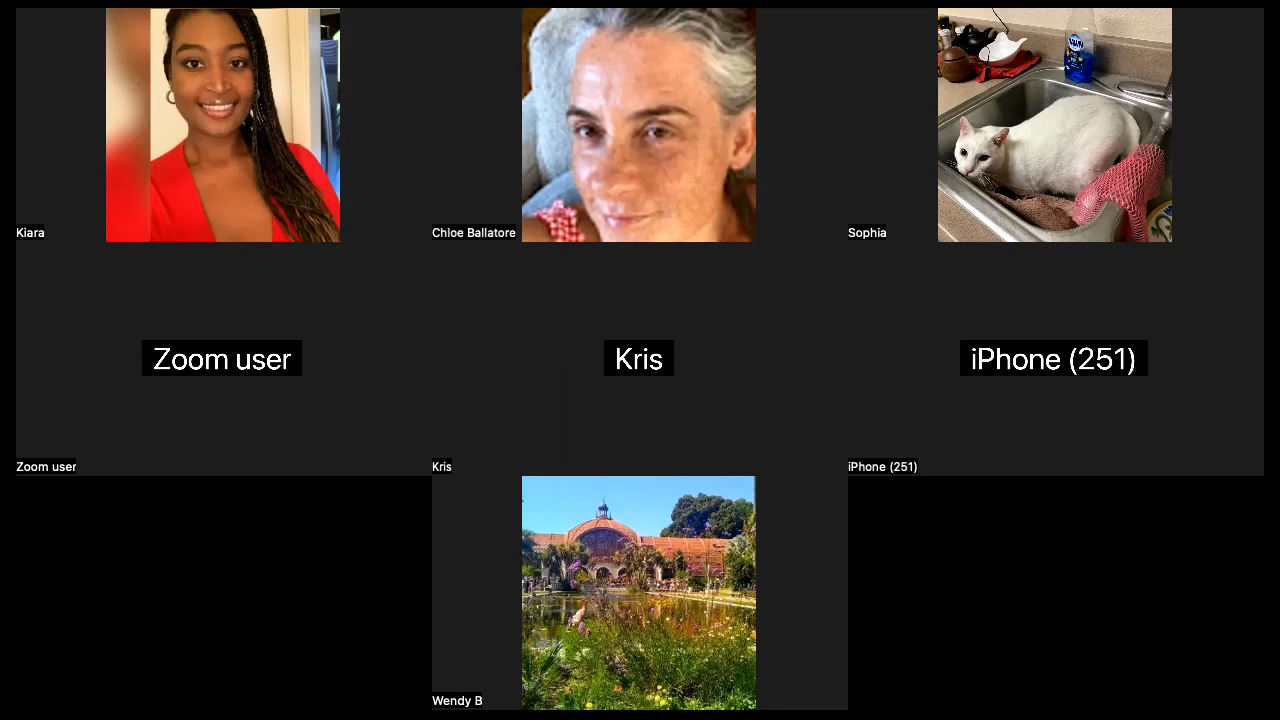 Kiara
Chloe Ballatore
Sophia
Zoom user
Kris
iPhone (251)
Zoom user
Kris
iPhone (251)
Wendy B